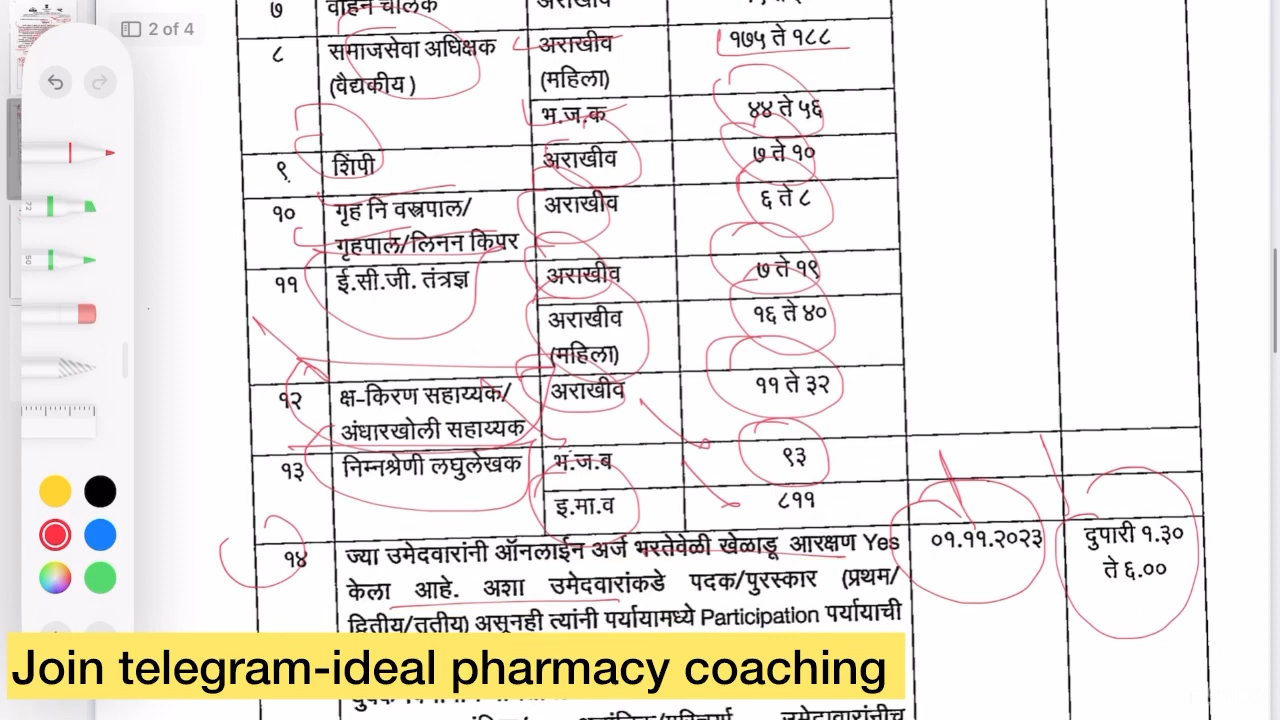 2 of 4
७ वाहन चालक अराखीव
८ समाजसेवा अधिक्षक अराखीव १७५ ते १८८
(वैद्यकीय) (महिला)
भ.ज.क ४४ ते ५६
९ शिंपी अराखीव ७ ते १०
१० गृह नि वस्त्रपाल/ अराखीव ६ ते ८
गृहपाल/लिनन किपर
११ ई.सी.जी. तंत्रज्ञ अराखीव ७ ते १९
अराखीव १६ ते ४०
(महिला)
१२ क्ष-किरण सहाय्यक/ अराखीव ११ ते ३२
अंधारखोली सहाय्यक
१३ निम्नश्रेणी लघुलेखक भ.ज.ब ९३
इ.मा.व ८११
१४ ज्या उमेदवारांनी ऑनलाईन अर्ज भरतेवेळी खेळाडू आरक्षण Yes ०१.११.२०२३ दुपारी १.३०
केला आहे. अशा उमेदवारांकडे पदक/पुरस्कार (प्रथम/ ते ६.००
द्वितीय/तृतीय) असूनही त्यांनी पर्यायामध्ये Participation पर्यायाची
Join telegram-ideal pharmacy coaching